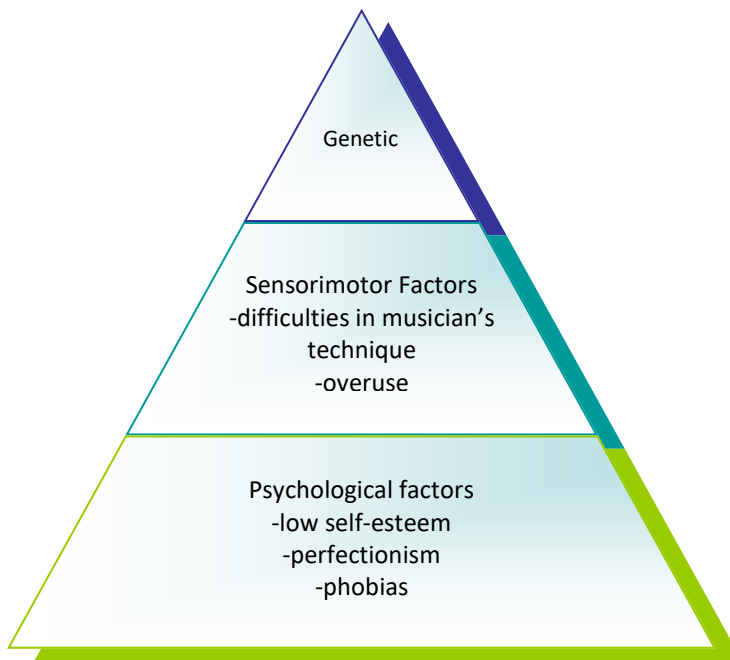 Genetic
Sensorimotor Factors
-difficulties in musician’s
technique
-overuse
Psychological factors
-low self-esteem
-perfectionism
-phobias